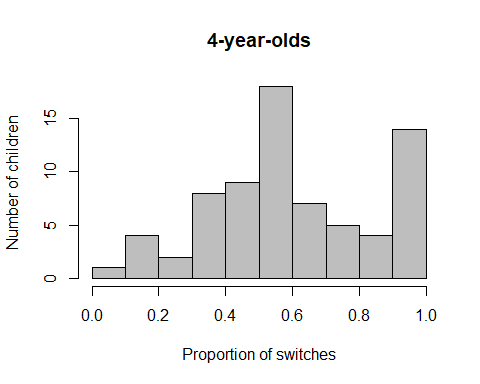 4-year-olds
Number of children
15
10
5
0
0.0 0.2 0.4 0.6 0.8 1.0
Proportion of switches